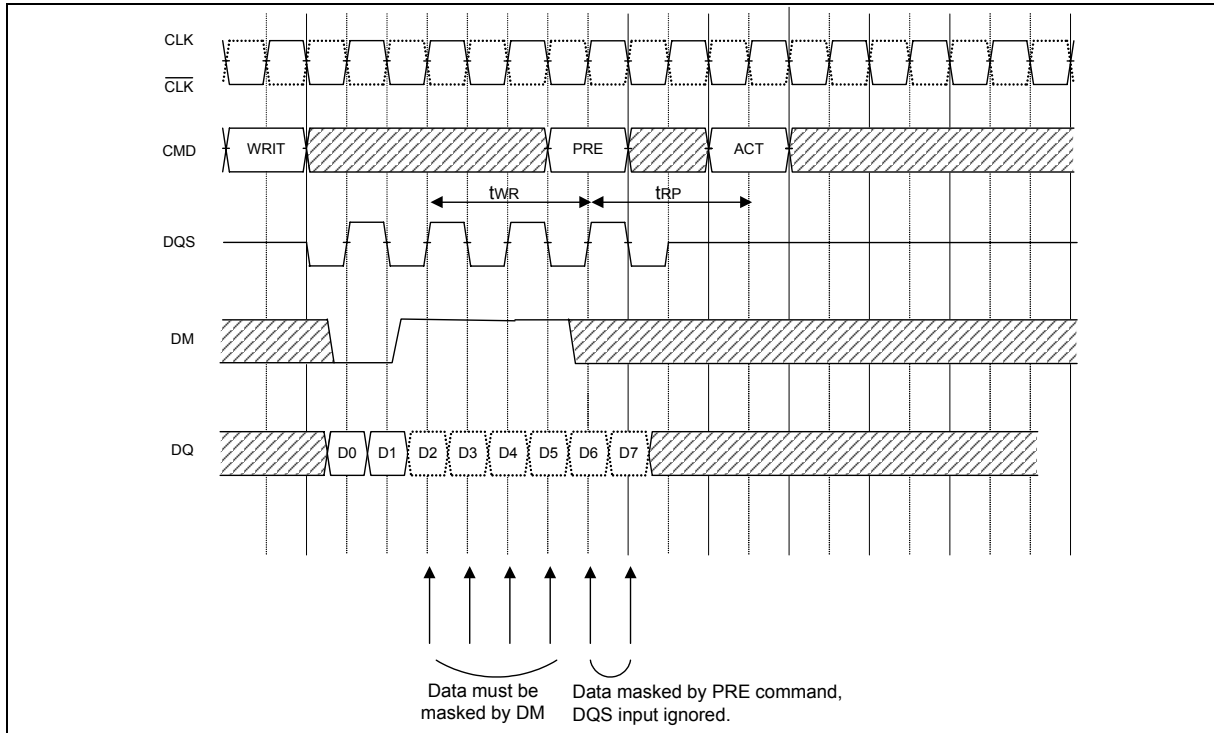 CLK
CLK
CMD
WRIT
PRE
ACT
tWR
tRP
DQS
DM
DQ
D0 D1 D2 D3 D4 D5 D6 D7
Data must be
masked by DM
Data masked by PRE command,
DQS input ignored.